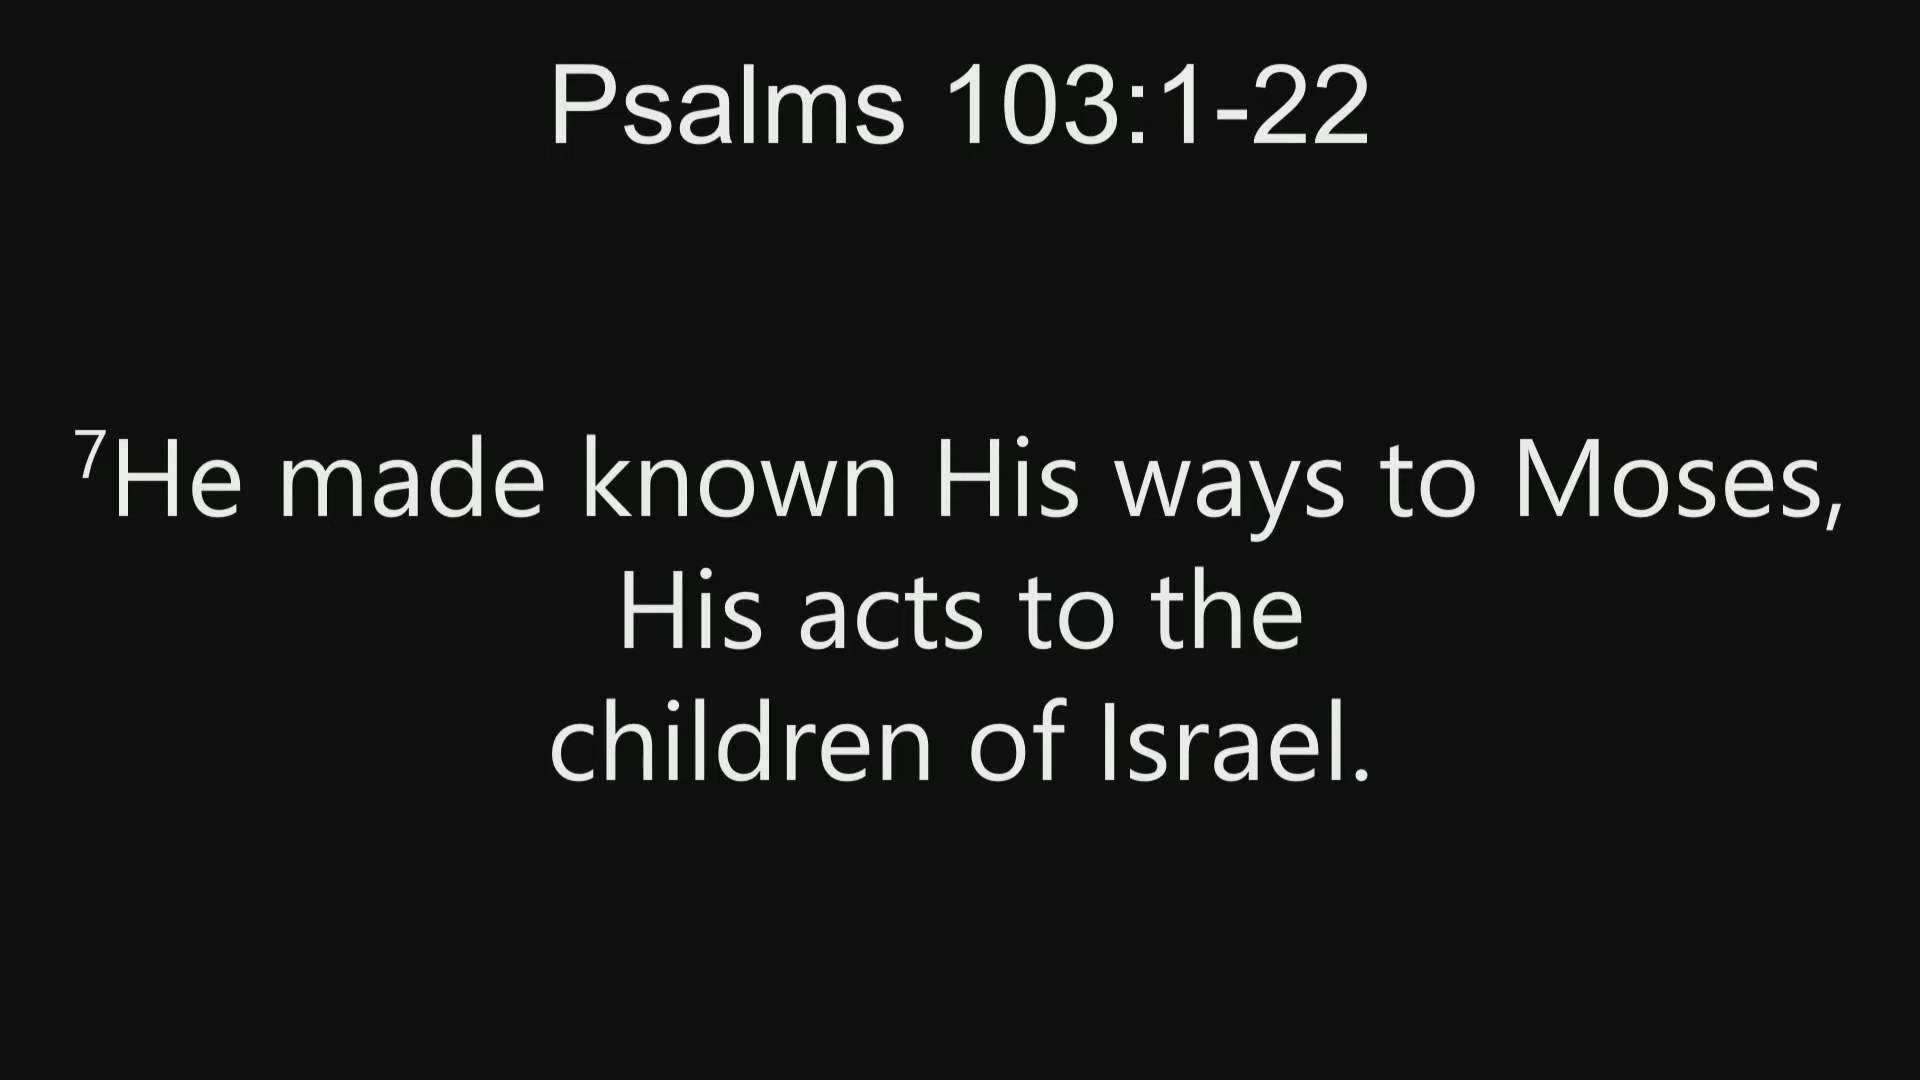 Psalms 103:1-22
⁷He made known His ways to Moses,
His acts to the
children of Israel.